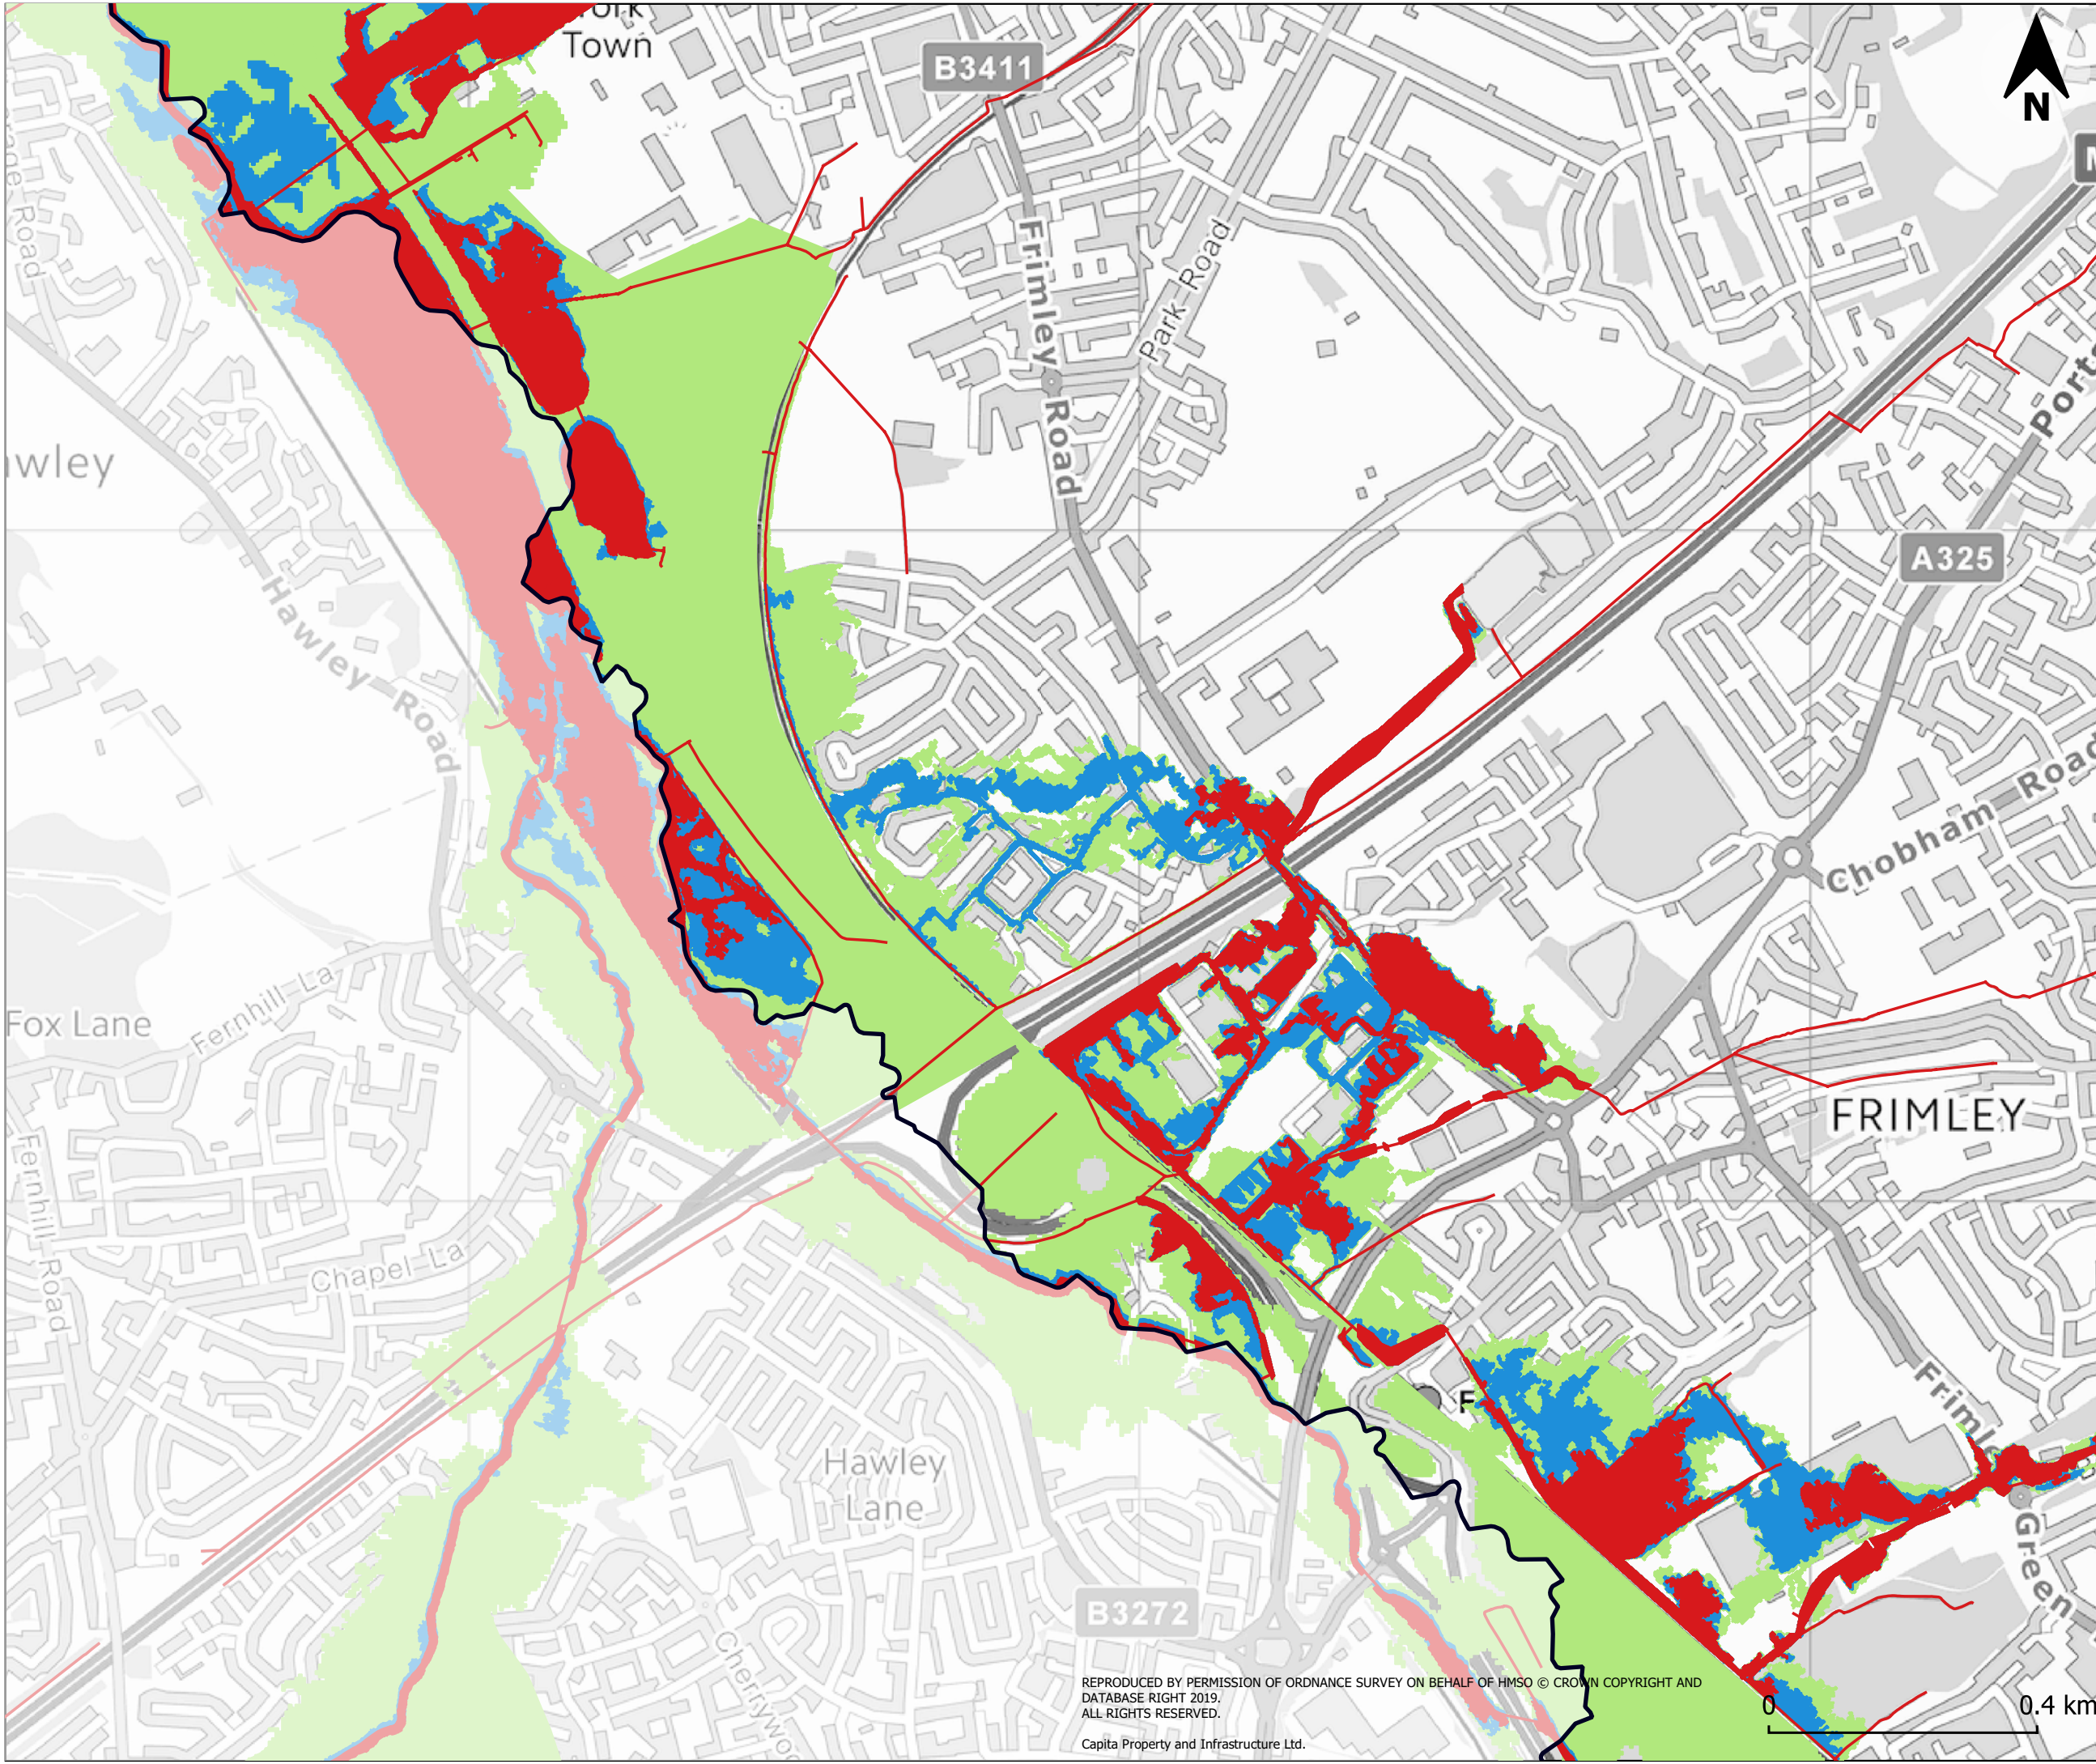 York
Town
B3411
N
Frimley
Road
Park Road
A325
Hawley Road
Chobham Road
Fox Lane
Fernhill La
FRIMLEY
Fernhill Road
Chapel La
F
Hawley
Lane
Green
B3272
REPRODUCED BY PERMISSION OF ORDNANCE SURVEY ON BEHALF OF HMSO © CROWN COPYRIGHT AND
DATABASE RIGHT 2019.
ALL RIGHTS RESERVED.
Capita Property and Infrastructure Ltd.
0 0.4 km